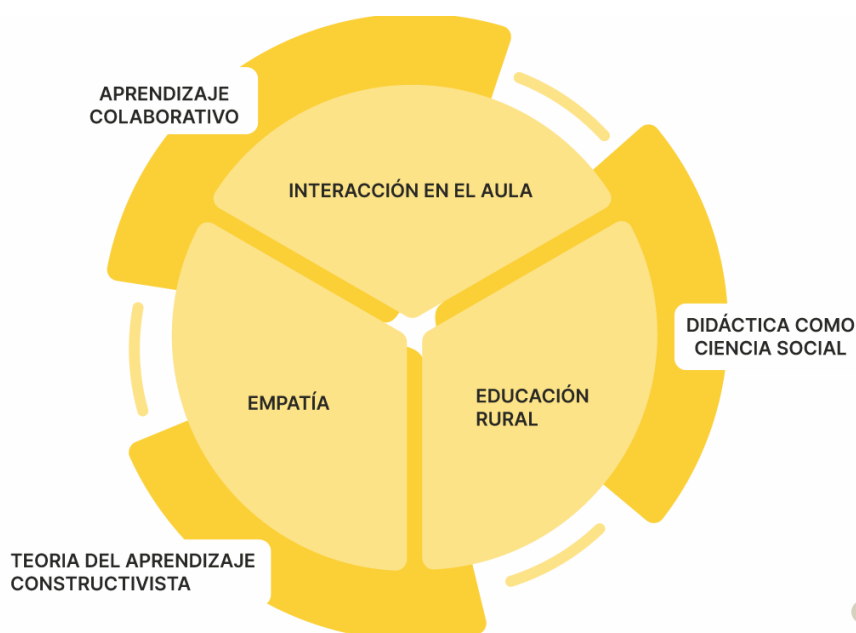 APRENDIZAJE
COLABORATIVO
INTERACCIÓN EN EL AULA
DIDÁCTICA COMO
CIENCIA SOCIAL
EMPATÍA
EDUCACIÓN
RURAL
TEORIA DEL APRENDIZAJE
CONSTRUCTIVISTA